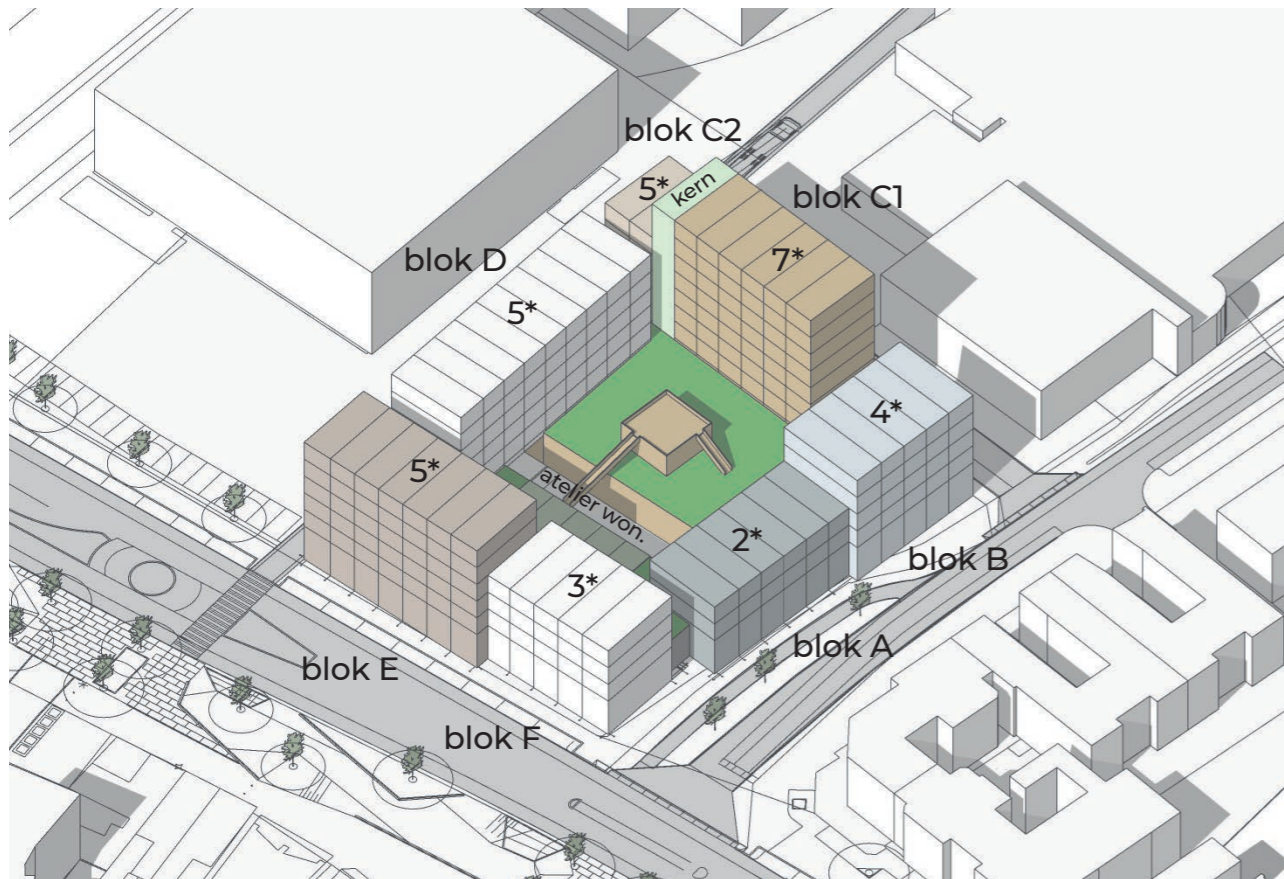 blok C2
5*
kern
blok C1
7*
blok D
5*
4*
5*
atelier won.
2*
3*
blok B
blok A
blok E
blok F